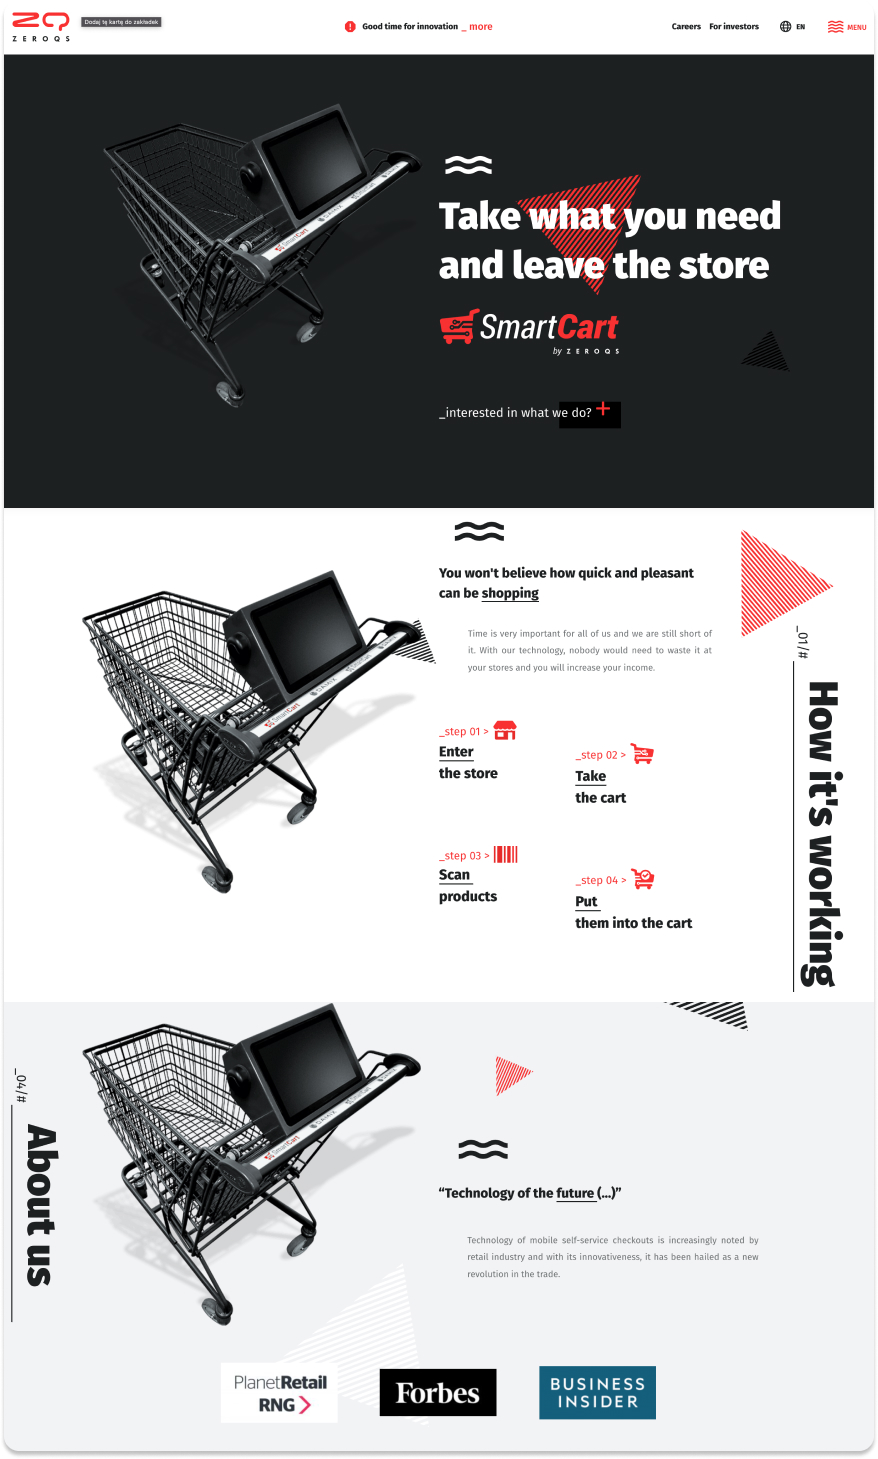 ZQ
ZEROQS
Dodaj tę kartę do zakładek
Good time for innovation _ more
Careers
For investors
EN
MENU
SmartCart
Take what you need
and leave the store
SmartCart
by ZEROQS
_interested in what we do? +
You won't believe how quick and pleasant
can be shopping
Time is very important for all of us and we are still short of
it. With our technology, nobody would need to waste it at
your stores and you will increase your income.
SmartCart
_step 01 >
Enter
the store
_step 02 >
Take
the cart
_step 03 >
Scan
products
_step 04 >
Put
them into the cart
_01/#
How it's working
_04/#
About us
SmartCart
“Technology of the future (...)”
Technology of mobile self-service checkouts is increasingly noted by
retail industry and with its innovativeness, it has been hailed as a new
revolution in the trade.
PlanetRetail
RNG
Forbes
BUSINESS
INSIDER